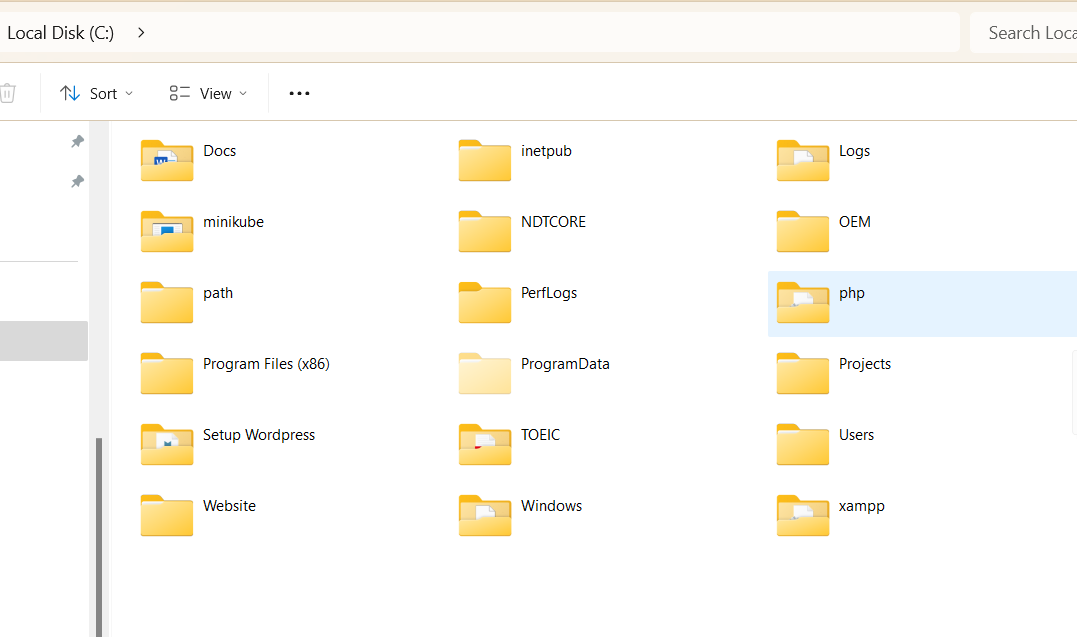 Local Disk (C:)
Search Loca
Sort
View
Docs
inetpub
Logs
minikube
NDTCORE
OEM
path
PerfLogs
php
Program Files (x86)
ProgramData
Projects
Setup Wordpress
TOEIC
Users
Website
Windows
xampp